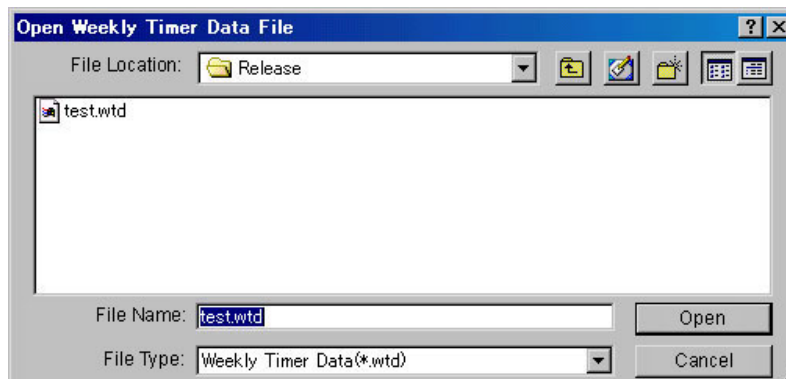 Open Weekly Timer Data File
File Location: Release
test.wtd
File Name: test.wtd
Open
File Type: Weekly Timer Data(*.wtd)
Cancel